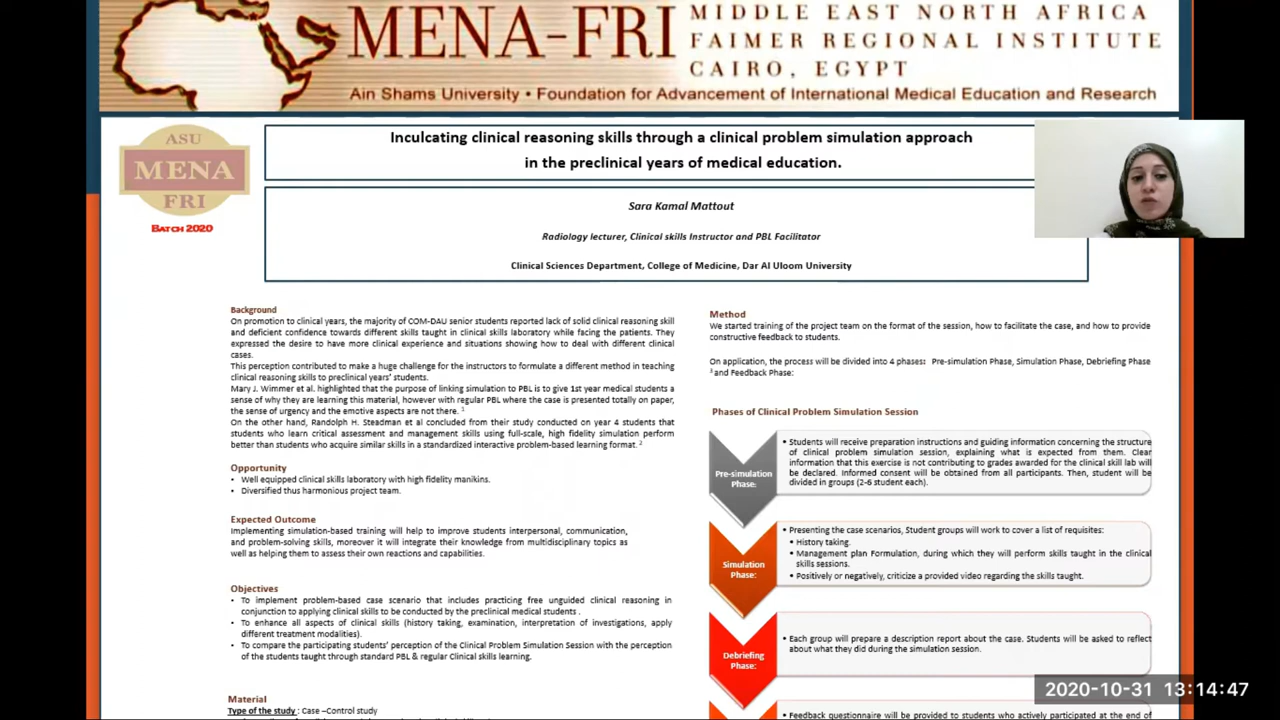 MENA-FRI
MIDDLE EAST NORTH AFRICA
FAIMER REGIONAL INSTITUTE
CAIRO, EGYPT
Ain Shams University • Foundation for Advancement of International Medical Education and Research
ASU
MENA
FRI
BATCH 2020
Inculcating clinical reasoning skills through a clinical problem simulation approach
in the preclinical years of medical education.
Sara Kamal Mattout
Radiology lecturer, Clinical skills Instructor and PBL Facilitator
Clinical Sciences Department, College of Medicine, Dar Al Uloom University
Background
On promotion to clinical years, the majority of COM-DAU senior students reported lack of solid clinical reasoning skill
and deficient confidence towards different skills taught in clinical skills laboratory while facing the patients. They
expressed the desire to have more clinical experience and situations showing how to deal with different clinical
cases.
This perception contributed to make a huge challenge for the instructors to formulate a different method in teaching
clinical reasoning skills to preclinical years' students.
Mary J. Wimmer et al. highlighted that the purpose of linking simulation to PBL is to give 1st year medical students a
sense of why they are learning this material, however with regular PBL where the case is presented totally on paper,
the sense of urgency and the emotive aspects are not there. 1
On the other hand, Randolph H. Steadman et al concluded from their study conducted on year 4 students that
students who learn critical assessment and management skills using full-scale, high fidelity simulation perform
better than students who acquire similar skills in a standardized interactive problem-based learning format. 2
Opportunity
• Well equipped clinical skills laboratory with high fidelity manikins.
• Diversified thus harmonious project team.
Expected Outcome
Implementing simulation-based training will help to improve students interpersonal, communication,
and problem-solving skills, moreover it will integrate their knowledge from multidisciplinary topics as
well as helping them to assess their own reactions and capabilities.
Objectives
• To implement problem-based case scenario that includes practicing free unguided clinical reasoning in
conjunction to applying clinical skills to be conducted by the preclinical medical students .
• To enhance all aspects of clinical skills (history taking, examination, interpretation of investigations, apply
different treatment modalities).
• To compare the participating students' perception of the Clinical Problem Simulation Session with the perception
of the students taught through standard PBL & regular Clinical skills learning.
Material
Type of the study : Case –Control study
Method
We started training of the project team on the format of the session, how to facilitate the case, and how to provide
constructive feedback to students.
On application, the process will be divided into 4 phases: Pre-simulation Phase, Simulation Phase, Debriefing Phase
3 and Feedback Phase:
Phases of Clinical Problem Simulation Session
Pre-simulation
Phase:
• Students will receive preparation instructions and guiding information concerning the structure
of clinical problem simulation session, explaining what is expected from them. Clear
information that this exercise is not contributing to grades awarded for the clinical skill lab will
be declared. Informed consent will be obtained from all participants. Then, student will be
divided in groups (2-6 student each).
Simulation
Phase:
• Presenting the case scenarios, Student groups will work to cover a list of requisites:
• History taking.
• Management plan Formulation, during which they will perform skills taught in the clinical
skills sessions.
• Positively or negatively, criticize a provided video regarding the skills taught.
Debriefing
Phase:
• Each group will prepare a description report about the case. Students will be asked to reflect
about what they did during the simulation session.
• Feedback questionnaire will be provided to students who actively participated at the end of
2020-10-31 13:14:47